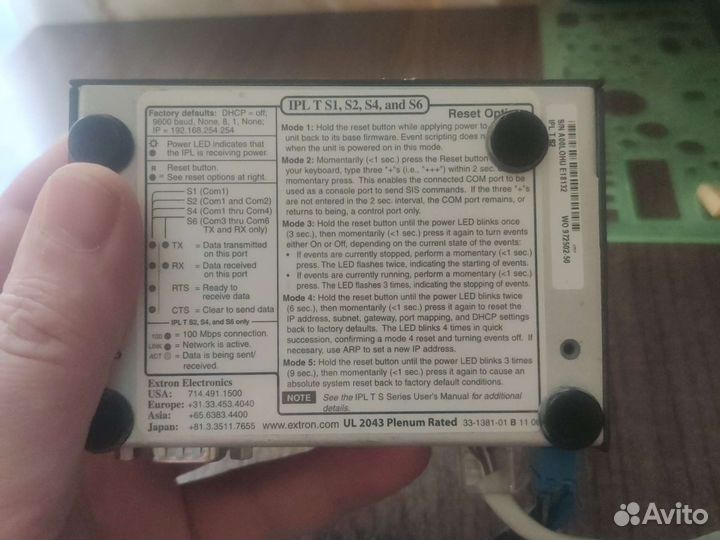 IPL T S1, S2, S4, and S6
Factory defaults: DHCP = off;
9600 baud, None, 8, 1, None;
IP = 192.168.254.254
Power LED indicates that
the IPL is receiving power.
R Reset button.
See reset options at right.
S1 (Com1)
S2 (Com1 and Com2)
S4 (Com1 thru Com4)
S6 (Com3 thru Com6
TX and RX only)
TX = Data transmitted
on this port
RX = Data received
on this port
RTS = Ready to
receive data
CTS = Clear to send data
IPL T S2, S4, and S6 only
100 = 100 Mbps connection.
LINK = Network is active.
ACT = Data is being sent/
received.
Extron Electronics
USA: 714.491.1500
Europe: +31.33.453.4040
Asia: +65.6383.4400
Japan: +81.3.3511.7655
Reset
Mode 1: Hold the reset button while applying power to
unit back to its base firmware. Event scripting does
when the unit is powered on in this mode.
Mode 2: Momentarily (<1 sec.) press the Reset button
your keyboard, type three "+"s (i.e., "+++") within 2 sec.
momentary press. This enables the connected COM port to be
used as a console port to send SIS commands. If the three "+"s
are not entered in the 2 sec. interval, the COM port remains, or
returns to being, a control port only.
Mode 3: Hold the reset button until the power LED blinks once
(3 sec.), then momentarily (<1 sec.) press it again to turn events
either On or Off, depending on the current state of the events:
• If events are currently stopped, perform a momentary (<1 sec.)
press. The LED flashes twice, indicating the starting of events.
• If events are currently running, perform a momentary (<1 sec.)
press. The LED flashes 3 times, indicating the stopping of events.
Mode 4: Hold the reset button until the power LED blinks twice
(6 sec.), then momentarily (<1 sec.) press it again to reset the
IP address, subnet, gateway, port mapping, and DHCP settings
back to factory defaults. The LED blinks 4 times in quick
succession, confirming a mode 4 reset and turning events off. If
necessary, use ARP to set a new IP address.
Mode 5: Hold the reset button until the power LED blinks 3 times
(9 sec.), then momentarily (<1 sec.) press it again to cause an
absolute system reset back to factory default conditions.
NOTE See the IPL T S Series User's Manual for additional
details.
www.extron.com UL 2043 Plenum Rated 33-1381-01 B 11
S/N A00L0HU E18132
IPL T S2
WO 972502-50
Avito